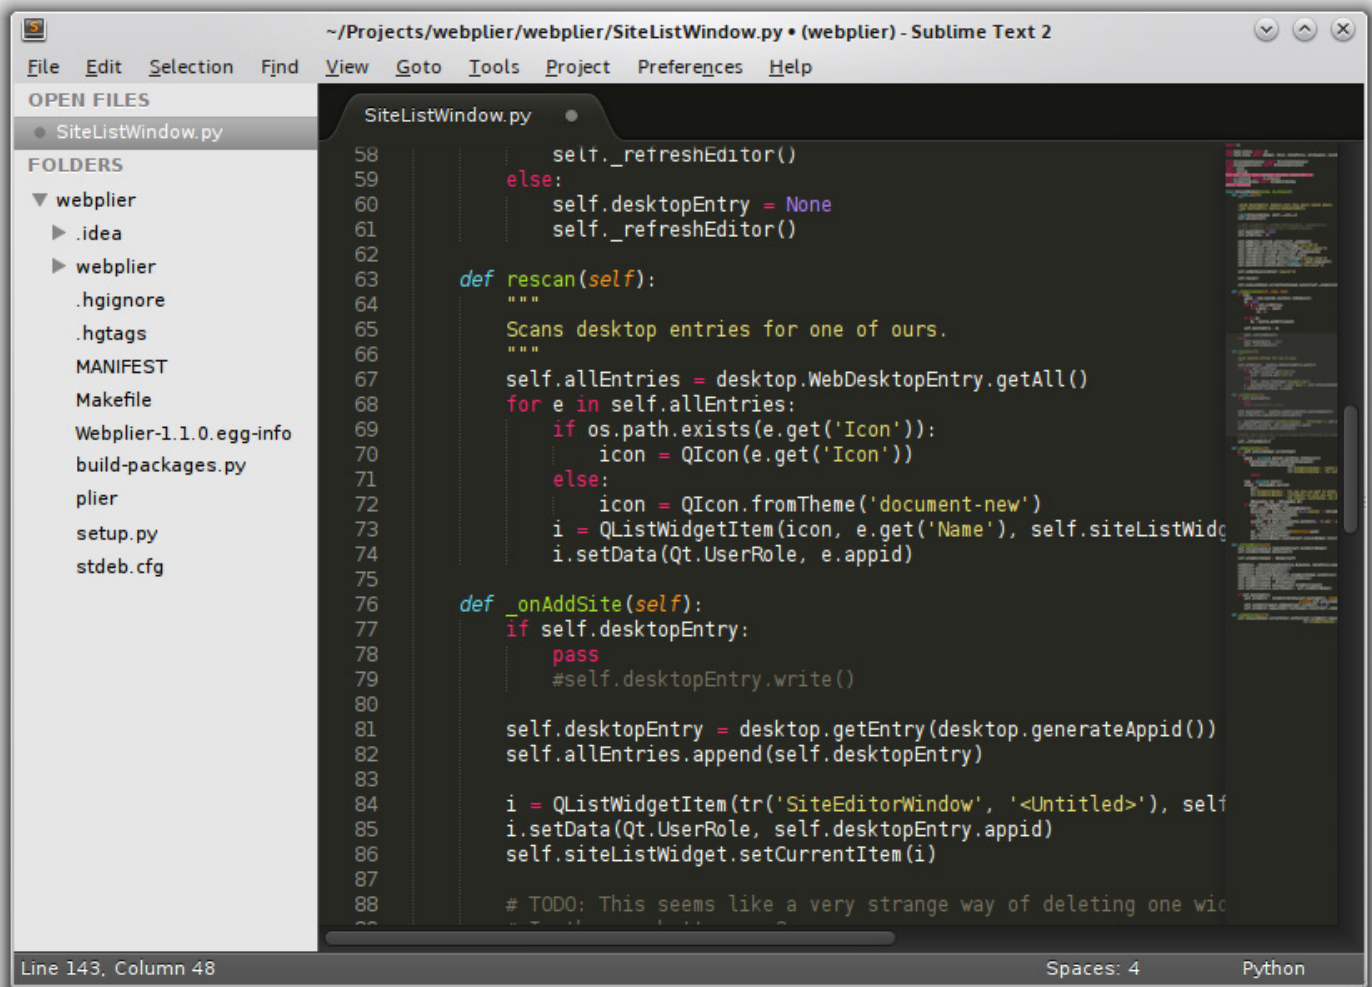 ~/Projects/webplier/webplier/SiteListWindow.py • (webplier) - Sublime Text 2
File Edit Selection Find View Goto Tools Project Preferences Help
OPEN FILES
SiteListWindow.py
FOLDERS
webplier
.idea
webplier
.hgignore
.hgtags
MANIFEST
Makefile
Webplier-1.1.0.egg-info
build-packages.py
plier
setup.py
stdeb.cfg
SiteListWindow.py
58 self._refreshEditor()
59 else:
60 self.desktopEntry = None
61 self._refreshEditor()
62
63 def rescan(self):
64 """
65 Scans desktop entries for one of ours.
66 """
67 self.allEntries = desktop.WebDesktopEntry.getAll()
68 for e in self.allEntries:
69 if os.path.exists(e.get('Icon')):
70 icon = QIcon(e.get('Icon'))
71 else:
72 icon = QIcon.fromTheme('document-new')
73 i = QListWidgetItem(icon, e.get('Name'), self.siteListWidg
74 i.setData(Qt.UserRole, e.appid)
75
76 def _onAddSite(self):
77 if self.desktopEntry:
78 pass
79 #self.desktopEntry.write()
80
81 self.desktopEntry = desktop.getEntry(desktop.generateAppid())
82 self.allEntries.append(self.desktopEntry)
83
84 i = QListWidgetItem(tr('SiteEditorWindow', '<Untitled>'), self
85 i.setData(Qt.UserRole, self.desktopEntry.appid)
86 self.siteListWidget.setCurrentItem(i)
87
88 # TODO: This seems like a very strange way of deleting one wid
Line 143, Column 48
Spaces: 4
Python